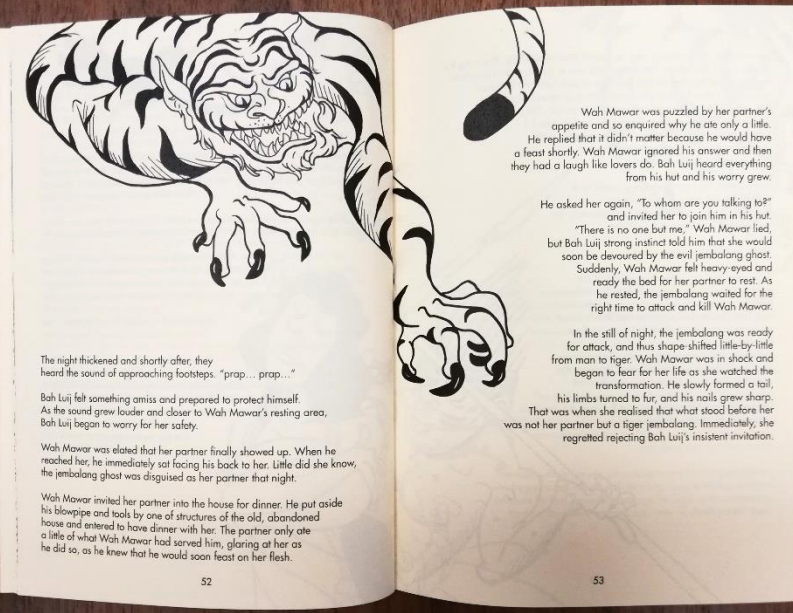 The night thickened and shortly after, they
heard the sound of approaching footsteps. “prap... prap...”
Bah Luij felt something amiss and prepared to protect himself.
As the sound grew louder and closer to Wah Mawar’s resting area,
Bah Luij began to worry for her safety.
Wah Mawar was elated that her partner finally showed up. When he
reached her, he immediately sat facing his back to her. Little did she know,
the jembalang ghost was disguised as her partner that night.
Wah Mawar invited her partner into the house for dinner. He put aside
his blowpipe and tools by one of structures of the old, abandoned
house and entered to have dinner with her. The partner only ate
a little of what Wah Mawar had served him, glaring at her as
he did so, as he knew that he would soon feast on her flesh.
52
Wah Mawar was puzzled by her partner’s
appetite and so enquired why he ate only a little.
He replied that it didn’t matter because he would have
a feast shortly. Wah Mawar ignored his answer and then
they had a laugh like lovers do. Bah Luij heard everything
from his hut and his worry grew.
He asked her again, “To whom are you talking to?”
and invited her to join him in his hut.
“There is no one but me,” Wah Mawar lied,
but Bah Luij strong instinct told him that she would
soon be devoured by the evil jembalang ghost.
Suddenly, Wah Mawar felt heavy-eyed and
ready the bed for her partner to rest. As
he rested, the jembalang waited for the
right time to attack and kill Wah Mawar.
In the still of night, the jembalang was ready
for attack, and thus shape-shifted little-by-little
from man to tiger. Wah Mawar was in shock and
began to fear for her life as she watched the
transformation. He slowly formed a tail,
his limbs turned to fur, and his nails grew sharp.
That was when she realised that what stood before her
was not her partner but a tiger jembalang. Immediately, she
regretted rejecting Bah Luij’s insistent invitation.
53